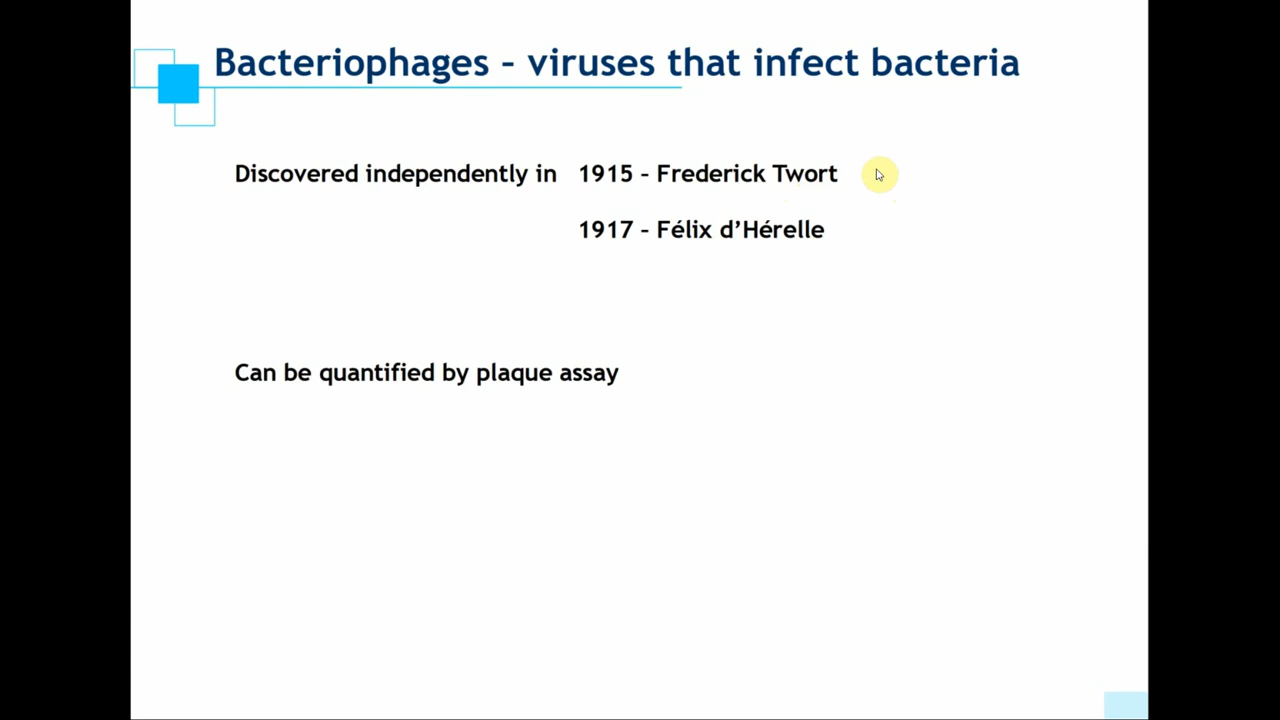 Bacteriophages – viruses that infect bacteria
Discovered independently in 1915 – Frederick Twort
1917 – Félix d’Hérelle
Can be quantified by plaque assay